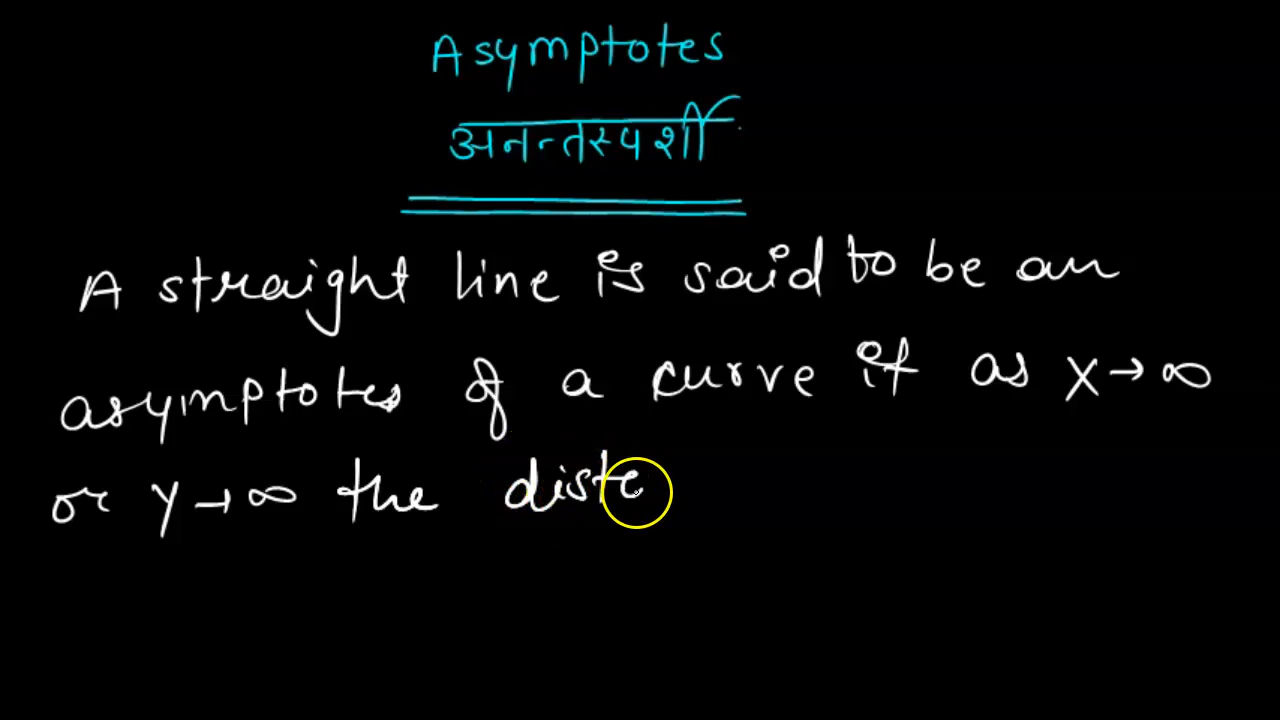 Asymptotes
अनन्तस्पर्शी
A straight line is said to be an
asymptotes of a curve if as x→∞
or y→∞ the diste